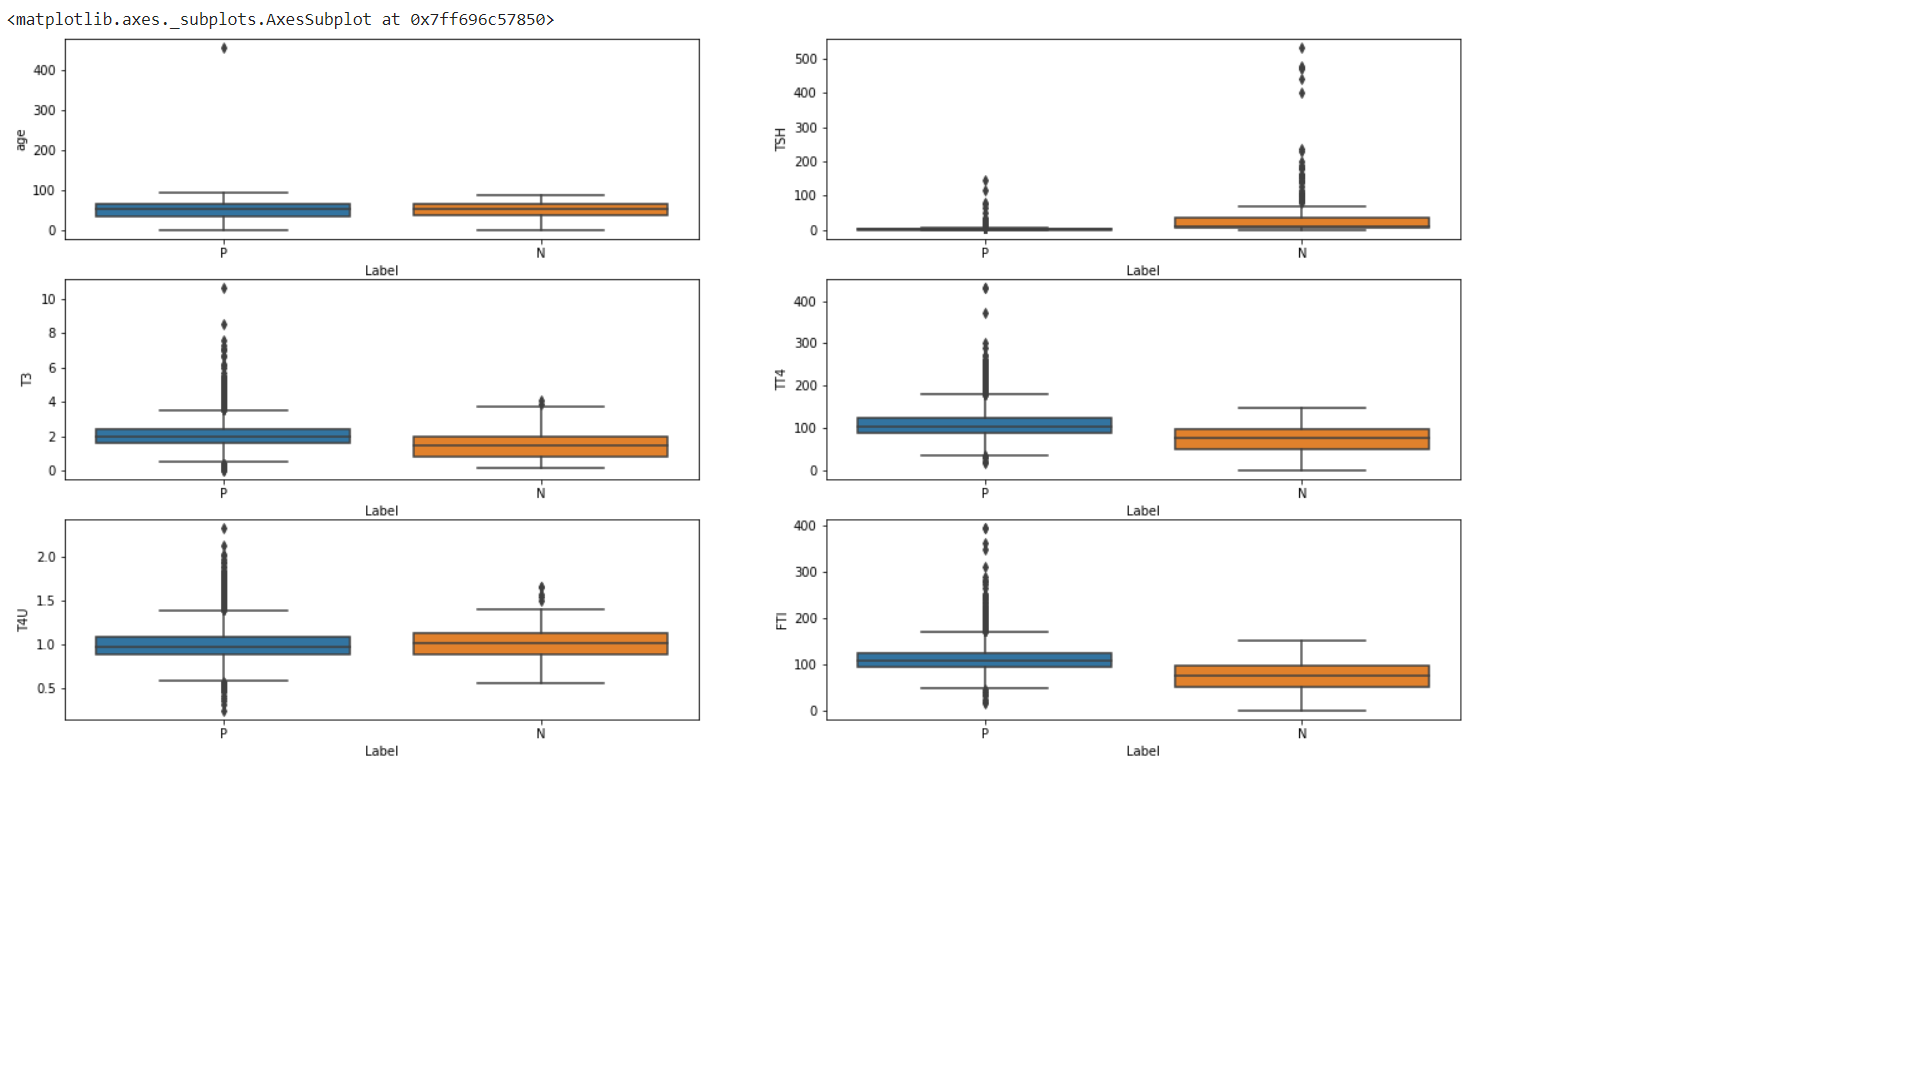 <matplotlib.axes._subplots.AxesSubplot at 0x7ff696c57850>
400
300
200
100
0
age
P
N
Label
500
400
300
200
100
0
TSH
P
N
Label
10
8
6
4
2
0
T3
P
N
Label
400
300
200
100
0
TT4
P
N
Label
2.0
1.5
1.0
0.5
T4U
P
N
Label
400
300
200
100
0
FTI
P
N
Label